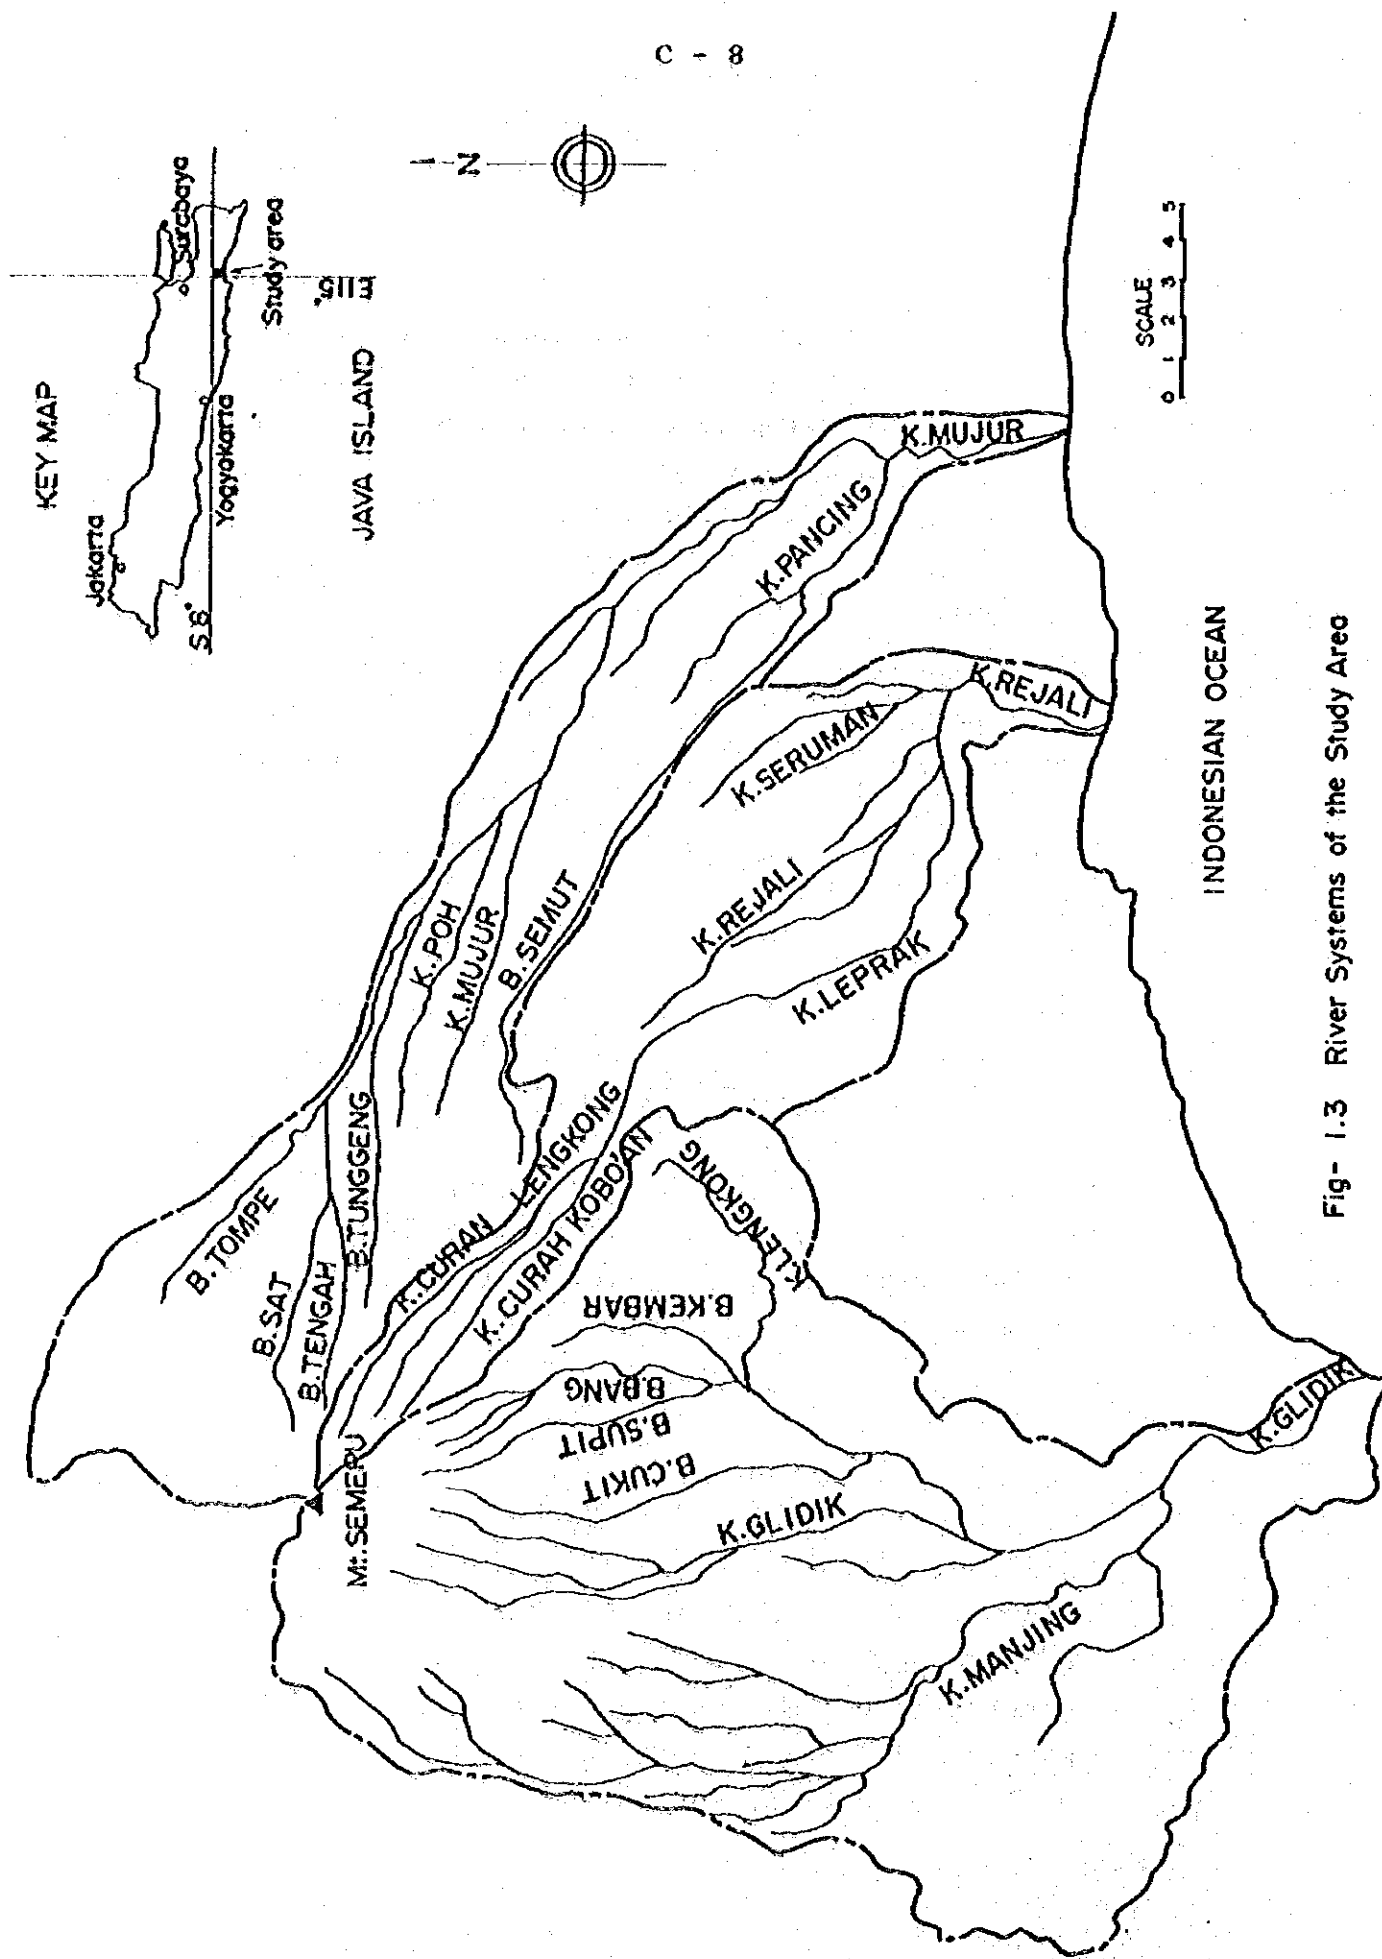 C - 8
KEY MAP
Jakarta
Surabaya
S 8°
Yogyakarta
Study area
E115°
JAVA ISLAND
N
B. TOMPE
B. SAT
B. TENGAH
B. TUNGGENG
Mt. SEMERU
K. POH
K. MUJUR
B. SEMUT
K. CURAN LENGKONG
K. CURAH KOBO'AN
K. PANCING
K. MUJUR
K. SERUMAN
K. REJALI
K. REJALI
K. LEPRAK
K. LENGKONG
B. KEMBAR
B. BANG
B. SUPIT
B. CUKIT
K. GLIDIK
K. MANJING
K. GLIDIK
SCALE
0 1 2 3 4 5
INDONESIAN OCEAN
Fig- 1.3 River Systems of the Study Area